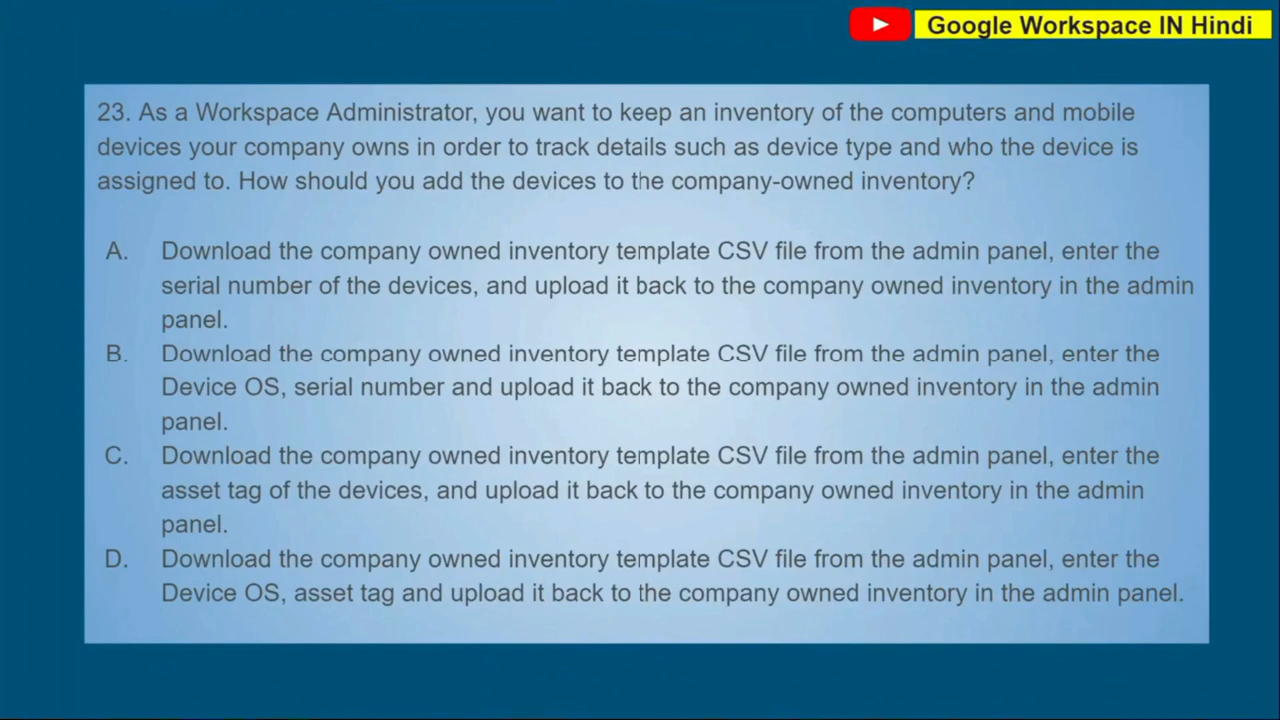 Google Workspace IN Hindi
23. As a Workspace Administrator, you want to keep an inventory of the computers and mobile
devices your company owns in order to track details such as device type and who the device is
assigned to. How should you add the devices to the company-owned inventory?
A. Download the company owned inventory template CSV file from the admin panel, enter the
serial number of the devices, and upload it back to the company owned inventory in the admin
panel.
B. Download the company owned inventory template CSV file from the admin panel, enter the
Device OS, serial number and upload it back to the company owned inventory in the admin
panel.
C. Download the company owned inventory template CSV file from the admin panel, enter the
asset tag of the devices, and upload it back to the company owned inventory in the admin
panel.
D. Download the company owned inventory template CSV file from the admin panel, enter the
Device OS, asset tag and upload it back to the company owned inventory in the admin panel.